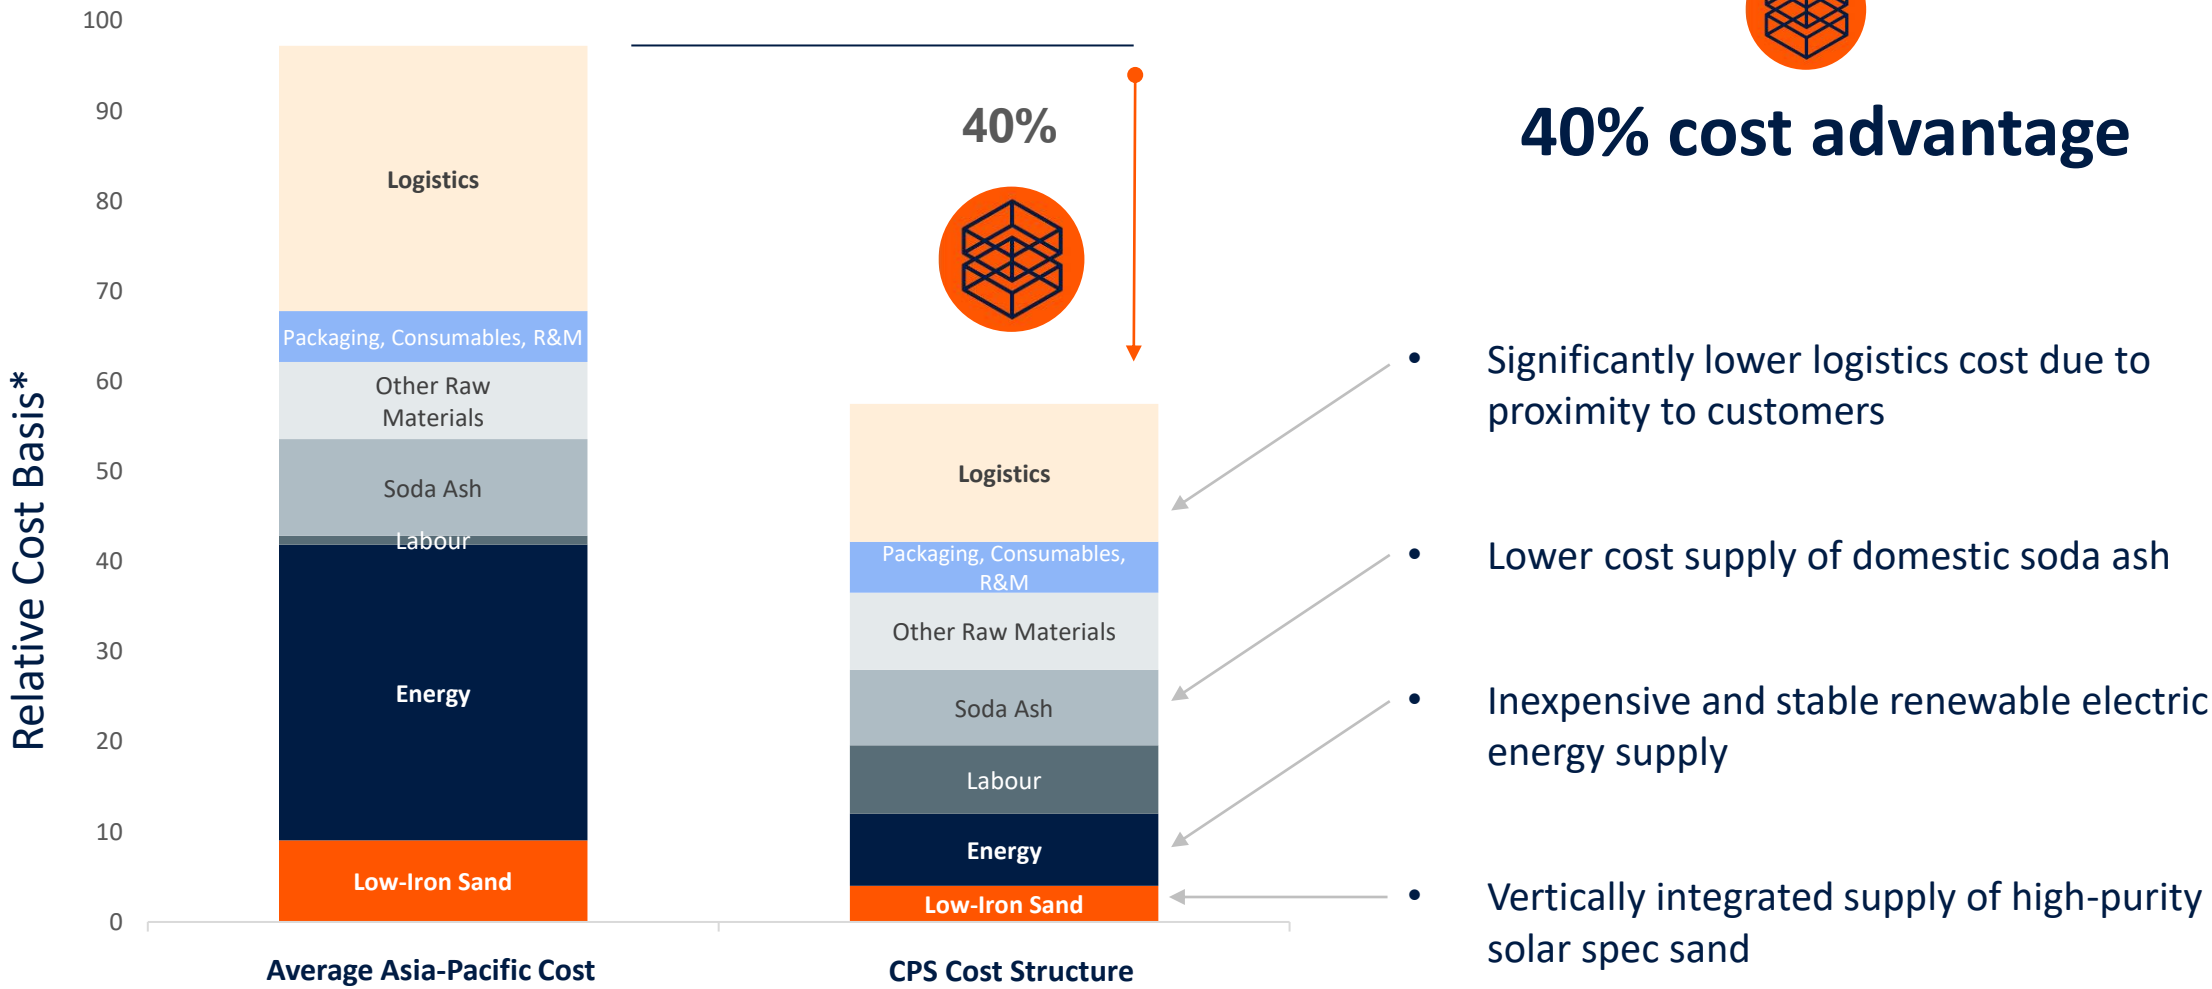 Relative Cost Basis*
100
90
80
70
60
50
40
30
20
10
0
Logistics
Packaging, Consumables, R&M
Other Raw
Materials
Soda Ash
Labour
Energy
Low-Iron Sand
Average Asia-Pacific Cost
40%
Logistics
Packaging, Consumables,
R&M
Other Raw Materials
Soda Ash
Labour
Energy
Low-Iron Sand
CPS Cost Structure
40% cost advantage
• Significantly lower logistics cost due to
proximity to customers
• Lower cost supply of domestic soda ash
• Inexpensive and stable renewable electric
energy supply
• Vertically integrated supply of high-purity
solar spec sand